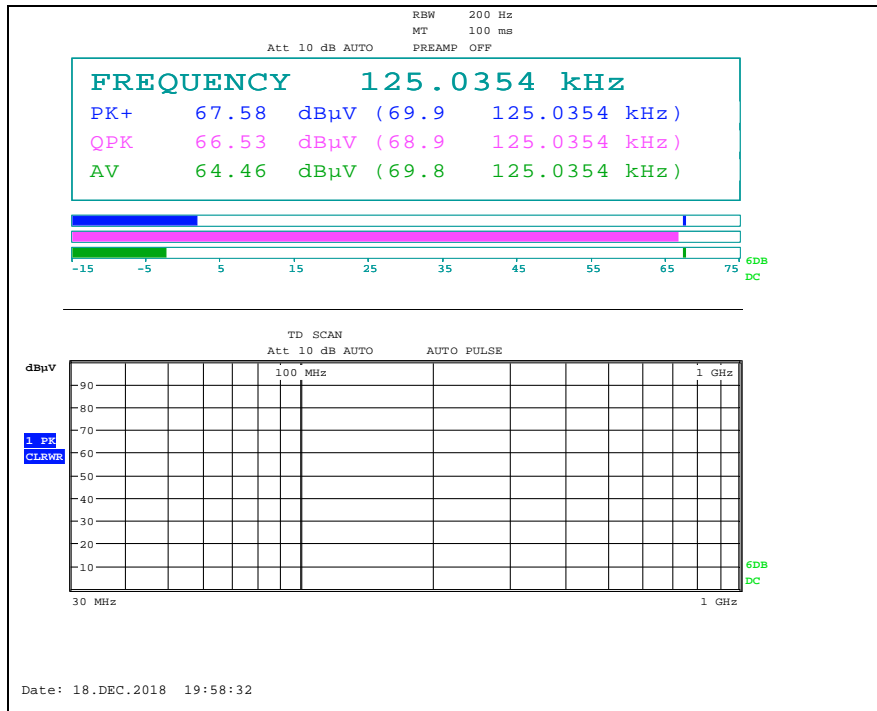 RBW 200 Hz
MT 100 ms
Att 10 dB AUTO PREAMP OFF
FREQUENCY 125.0354 kHz
PK+ 67.58 dBµV (69.9 125.0354 kHz)
QPK 66.53 dBµV (68.9 125.0354 kHz)
AV 64.46 dBµV (69.8 125.0354 kHz)
-15 -5 5 15 25 35 45 55 65 75
6DB
DC
TD SCAN
Att 10 dB AUTO AUTO PULSE
dBµV
100 MHz 1 GHz
90
80
70
1 PK
CLRWR
60
50
40
30
20
10
6DB
DC
30 MHz 1 GHz
Date: 18.DEC.2018 19:58:32